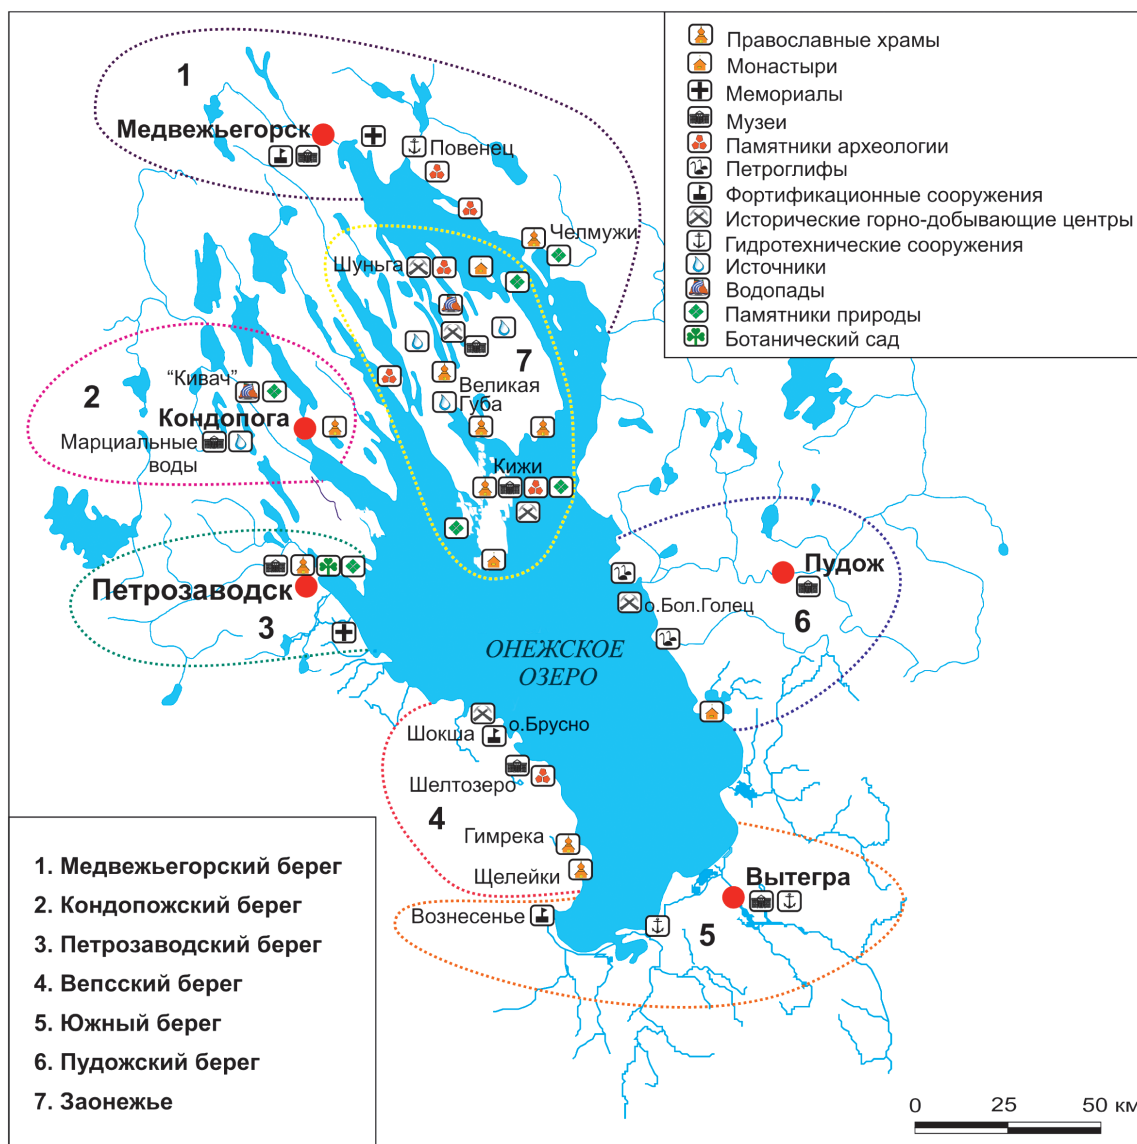 Православные храмы
Монастыри
Мемориалы
Музеи
Памятники археологии
Петроглифы
Фортификационные сооружения
Исторические горно-добывающие центры
Гидротехнические сооружения
Источники
Водопады
Памятники природы
Ботанический сад
1
Медвежьегорск
Повенец
Челмужи
Шуньга
7
Великая
Губа
"Кивач"
2
Кондопога
Марциальные
воды
Кижи
Петрозаводск
3
Пудож
о.Бол.Голец
6
ОНЕЖСКОЕ
ОЗЕРО
о.Брусно
Шокша
Шелтозеро
4
Гимрека
Щелейки
Вытегра
Вознесенье
5
1. Медвежьегорский берег
2. Кондопожский берег
3. Петрозаводский берег
4. Вепсский берег
5. Южный берег
6. Пудожский берег
7. Заонежье
0 25 50 км